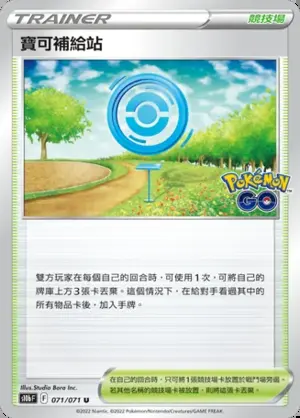 TRAINER
競技場
寶可補給站
Pokémon
GO
雙方玩家在每個自己的回合時，可使用1次，可將自己的
牌庫上方3張卡丟棄。這個情況下，在給對手看過其中的
所有物品卡後，加入手牌。
Illus.Studio Bora Inc.
在自己的回合中，只可將1張競技場卡放置於戰鬥場旁邊。
若其他名稱的競技場卡被放置，則將這張卡丟棄。
s10b F
F
071/071 U
©2022 Pokémon/Nintendo/Creatures/GAME FREAK